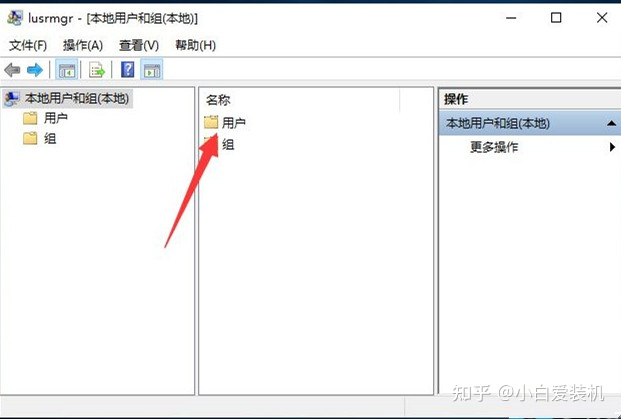 lusrmgr - [本地用户和组(本地)]
文件(F) 操作(A) 查看(V) 帮助(H)
本地用户和组(本地)
用户
组
名称
用户
组
操作
本地用户和组(本地)
更多操作
知乎 @小白爱装机